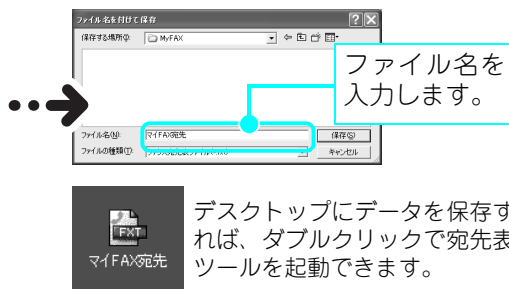 ファイル名を付けて保存
保存する場所(I):
MyFAX
ファイル名を
入力します。
ファイル名(N):
マイFAX宛先
保存(S)
ファイルの種類(T):
キャンセル
デスクトップにデータを保存す
れば、ダブルクリックで宛先表
ツールを起動できます。
FXT
マイFAX宛先